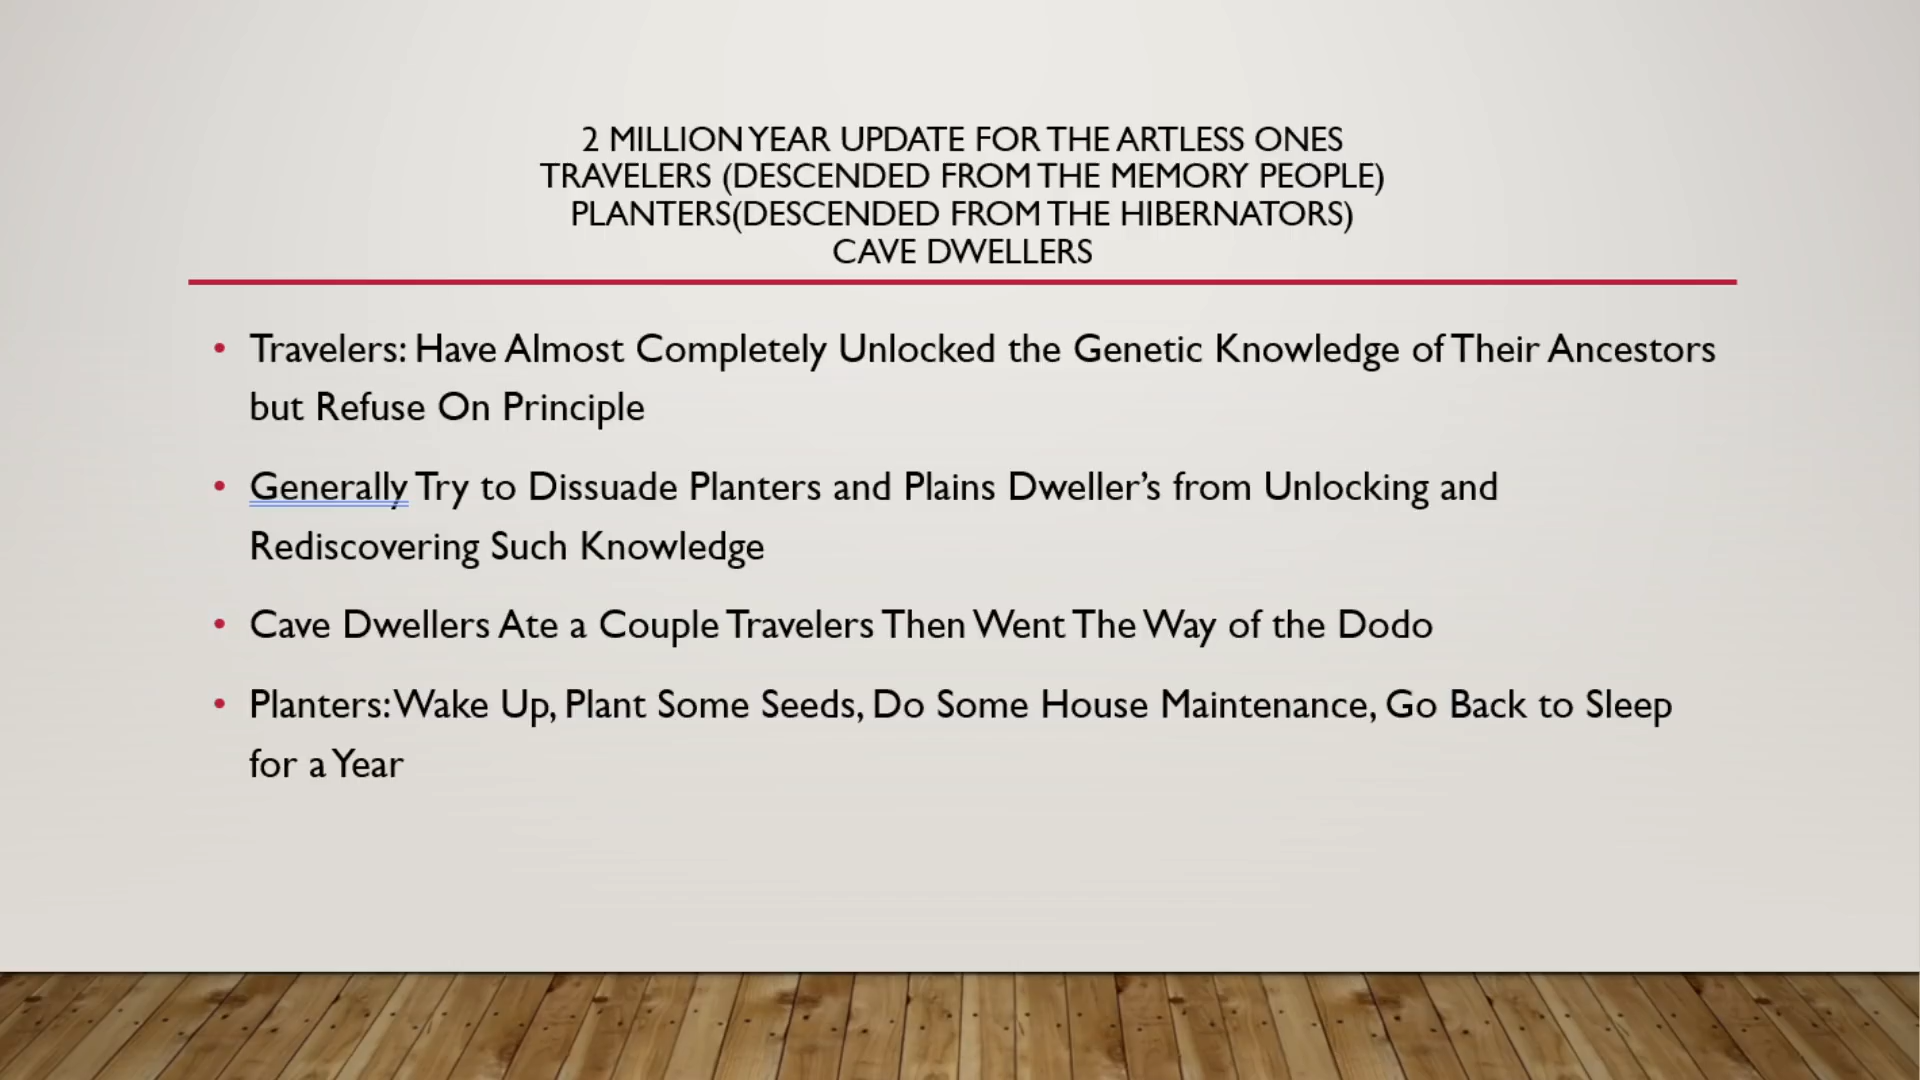 2 MILLION YEAR UPDATE FOR THE ARTLESS ONES
TRAVELERS (DESCENDED FROM THE MEMORY PEOPLE)
PLANTERS(DESCENDED FROM THE HIBERNATORS)
CAVE DWELLERS
• Travelers: Have Almost Completely Unlocked the Genetic Knowledge of Their Ancestors
but Refuse On Principle
• Generally Try to Dissuade Planters and Plains Dweller’s from Unlocking and
Rediscovering Such Knowledge
• Cave Dwellers Ate a Couple Travelers Then Went The Way of the Dodo
• Planters: Wake Up, Plant Some Seeds, Do Some House Maintenance, Go Back to Sleep
for a Year